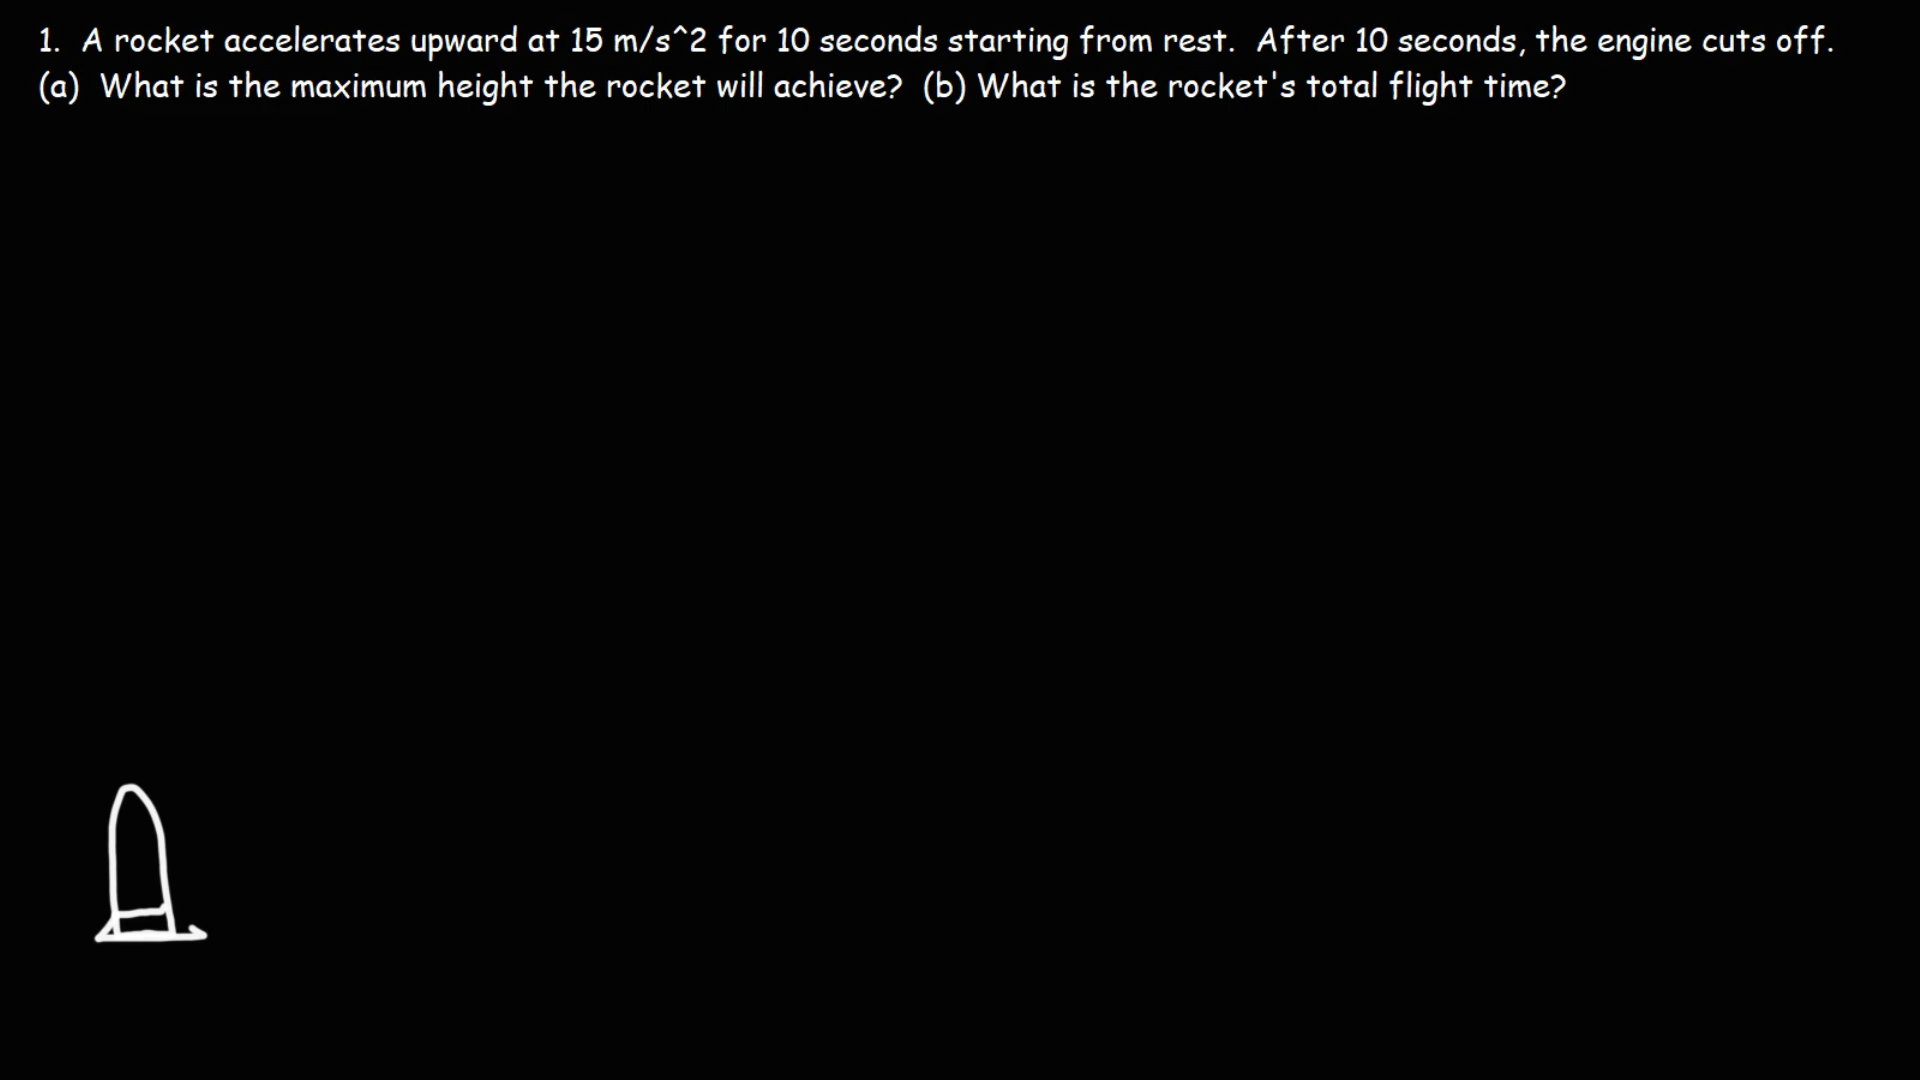 1. A rocket accelerates upward at 15 m/s^2 for 10 seconds starting from rest. After 10 seconds, the engine cuts off.
(a) What is the maximum height the rocket will achieve? (b) What is the rocket's total flight time?